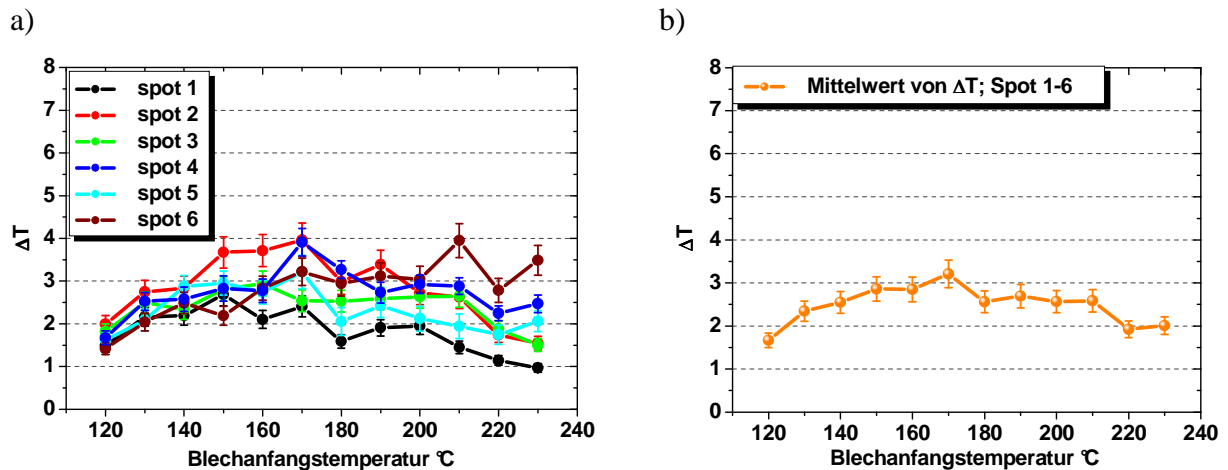 a)
8
7
6
5
4
3
2
1
0
ΔT
spot 1
spot 2
spot 3
spot 4
spot 5
spot 6
120 140 160 180 200 220 240
Blechanfangstemperatur °C
b)
8
7
6
5
4
3
2
1
0
ΔT
Mittelwert von ΔT; Spot 1-6
120 140 160 180 200 220 240
Blechanfangstemperatur °C